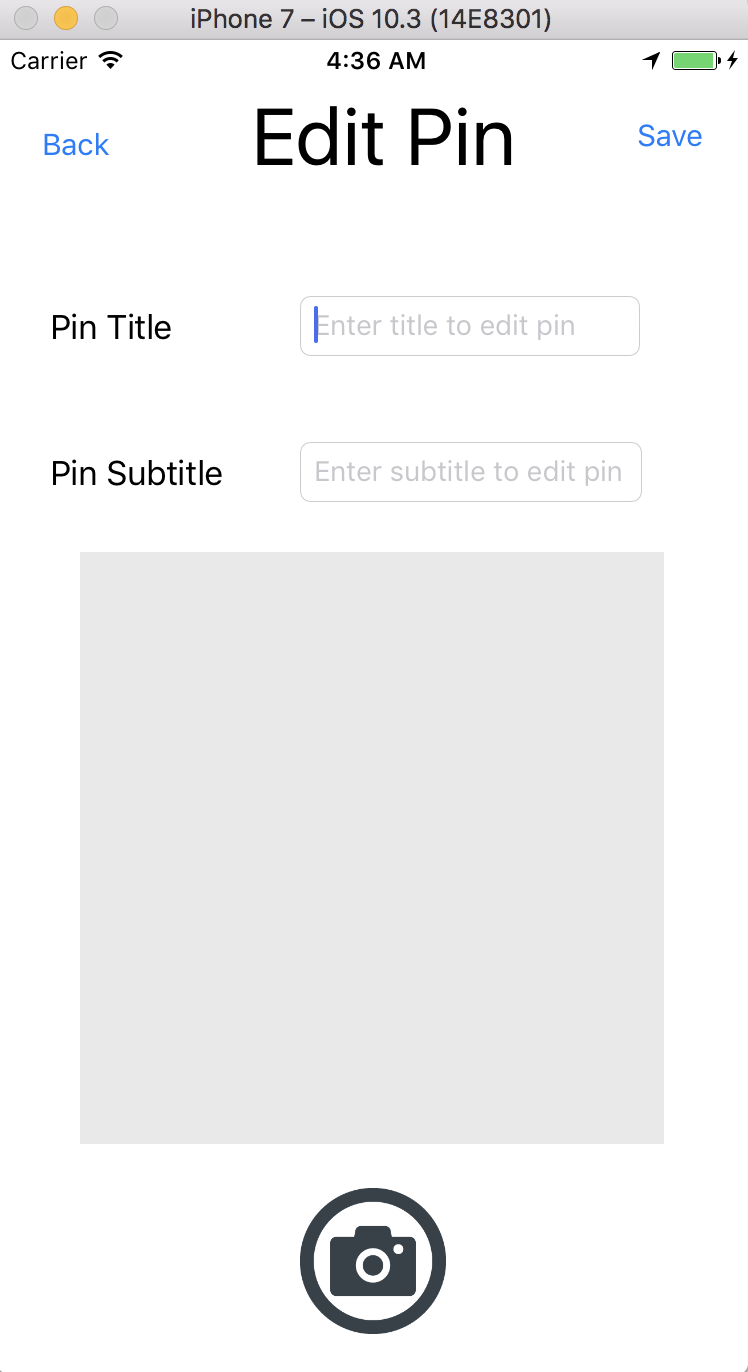 iPhone 7 – iOS 10.3 (14E8301)
Carrier 4:36 AM
Back Edit Pin Save
Pin Title Enter title to edit pin
Pin Subtitle Enter subtitle to edit pin